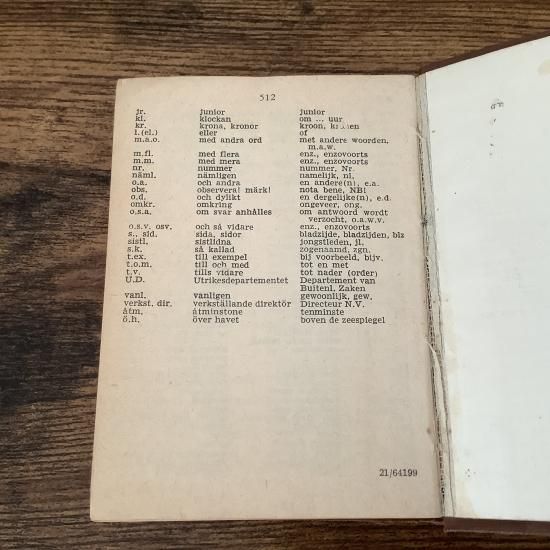 512
jr. junior junior
kl. klockan om ... uur
kr. krona, kronor kroon, kronen
l.(el.) eller of
m.a.o. med andra ord met andere woorden,
m.a.w.
m.fl. med flera enz., enzovoorts
m.m. med mera enz., enzovoorts
nr. nummer nummer, Nr.
näml. nämligen namelijk, nl,
o.a. och andra en andere(n), e.a.
obs. observera! märk! nota bene, NB!
o.d. och dylikt en dergelijke(n), e.d.
omkr. omkring ongeveer, ong.
o.s.a. om svar anhålles om antwoord wordt
verzocht, o.a.w.v.
o.s.v. osv. och så vidare enz., enzovoorts
s., sid. sida, sidor bladzijde, bladzijden, blz
sistl. sistlidna jongstleden, jl.
s.k. så kallad zogenaamd, zgn.
t.ex. till exempel bij voorbeeld, bijv.
t.o.m. till och med tot en met
t.v. tills vidare tot nader (order)
U.D. Utrikesdepartementet Departement van
Buitenl. Zaken
vanl. vanligen gewoonlijk, gew,
verkst. dir. verkställande direktör Directeur N.V.
åtm. åtminstone tenminste
ö.h. över havet boven de zeespiegel
21/64199